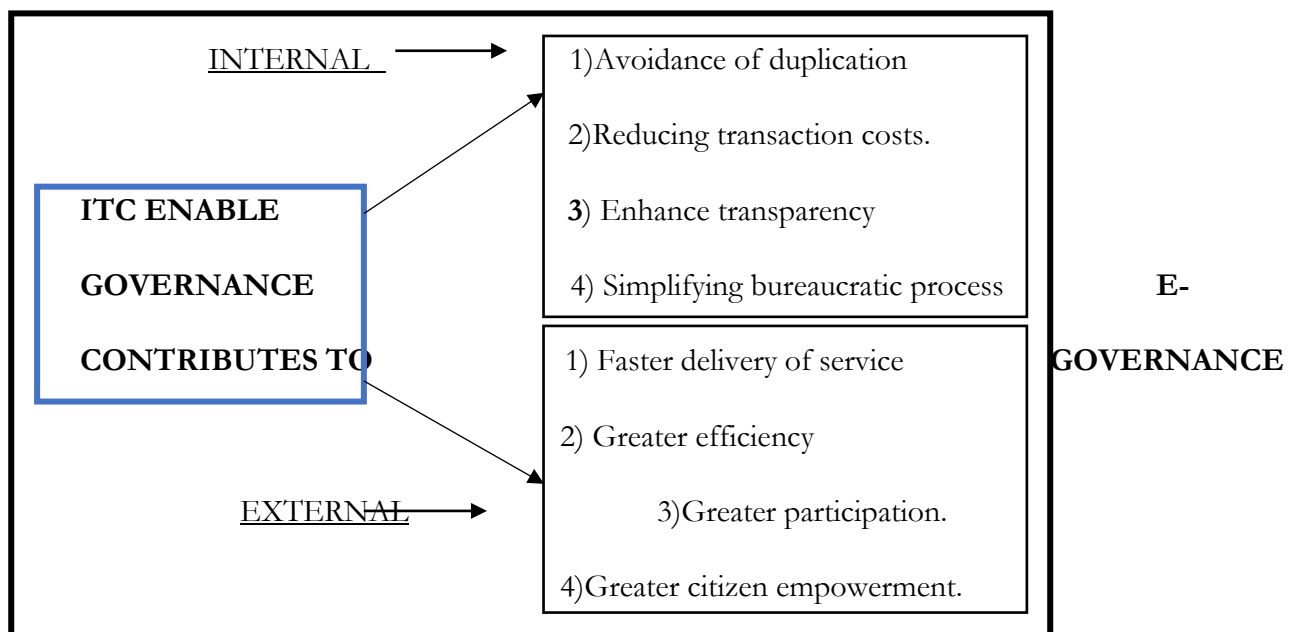 INTERNAL
1)Avoidance of duplication
2)Reducing transaction costs.
ITC ENABLE
3) Enhance transparency
GOVERNANCE
4) Simplifying bureaucratic process
E-
CONTRIBUTES TO
1) Faster delivery of service
GOVERNANCE
2) Greater efficiency
EXTERNAL
3)Greater participation.
4)Greater citizen empowerment.